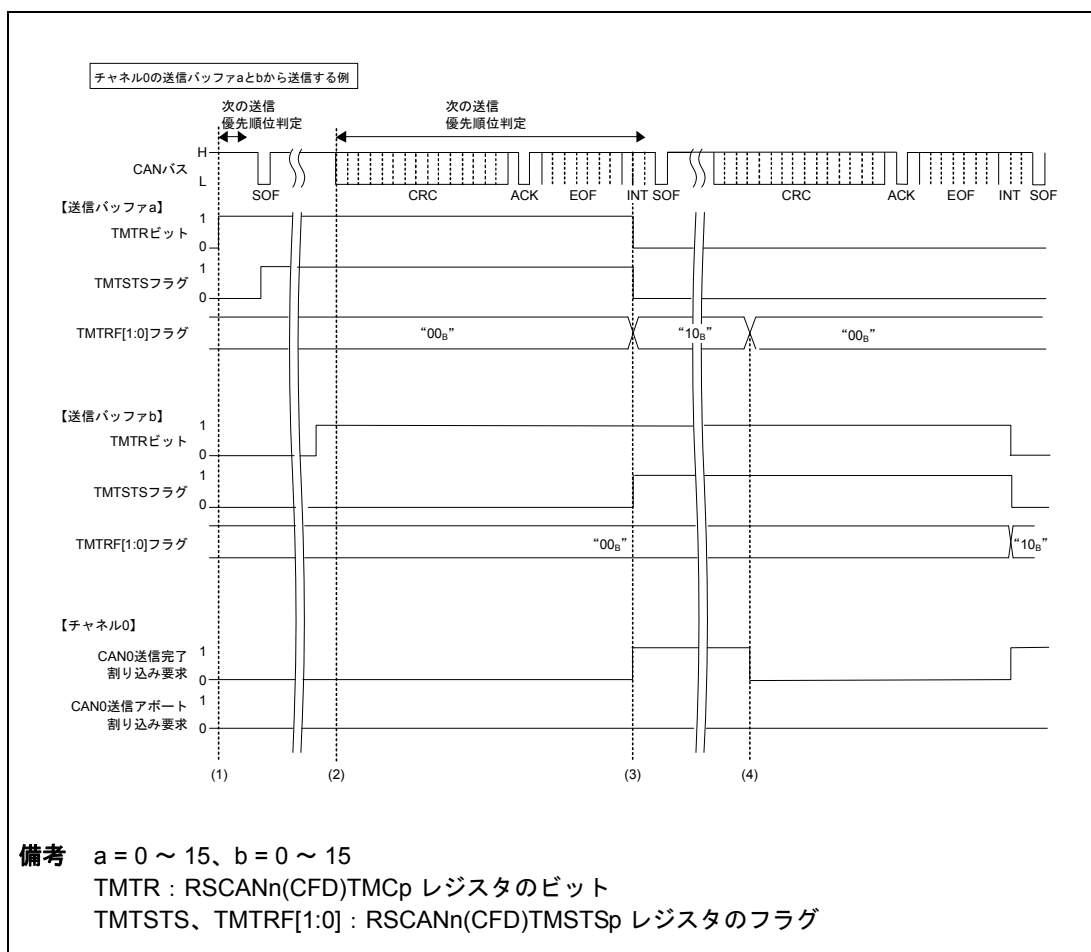 チャネル0の送信バッファaとbから送信する例
次の送信
優先順位判定
次の送信
優先順位判定
H
CANバス
L
SOF CRC ACK EOF INT SOF CRC ACK EOF INT SOF
【送信バッファa】
TMTRビット 1
0
TMTSTSフラグ 1
0
TMTRF[1:0]フラグ “00B” “10B” “00B”
【送信バッファb】
TMTRビット 1
0
TMTSTSフラグ 1
0
TMTRF[1:0]フラグ “00B” “10B”
【チャネル0】
CAN0送信完了 1
割り込み要求 0
CAN0送信アボート 1
割り込み要求 0
(1) (2) (3) (4)
備考 a = 0 ～ 15、b = 0 ～ 15
TMTR : RSCANn(CFD)TMCp レジスタのビット
TMTSTS、TMTRF[1:0] : RSCANn(CFD)TMSTSp レジスタのフラグ